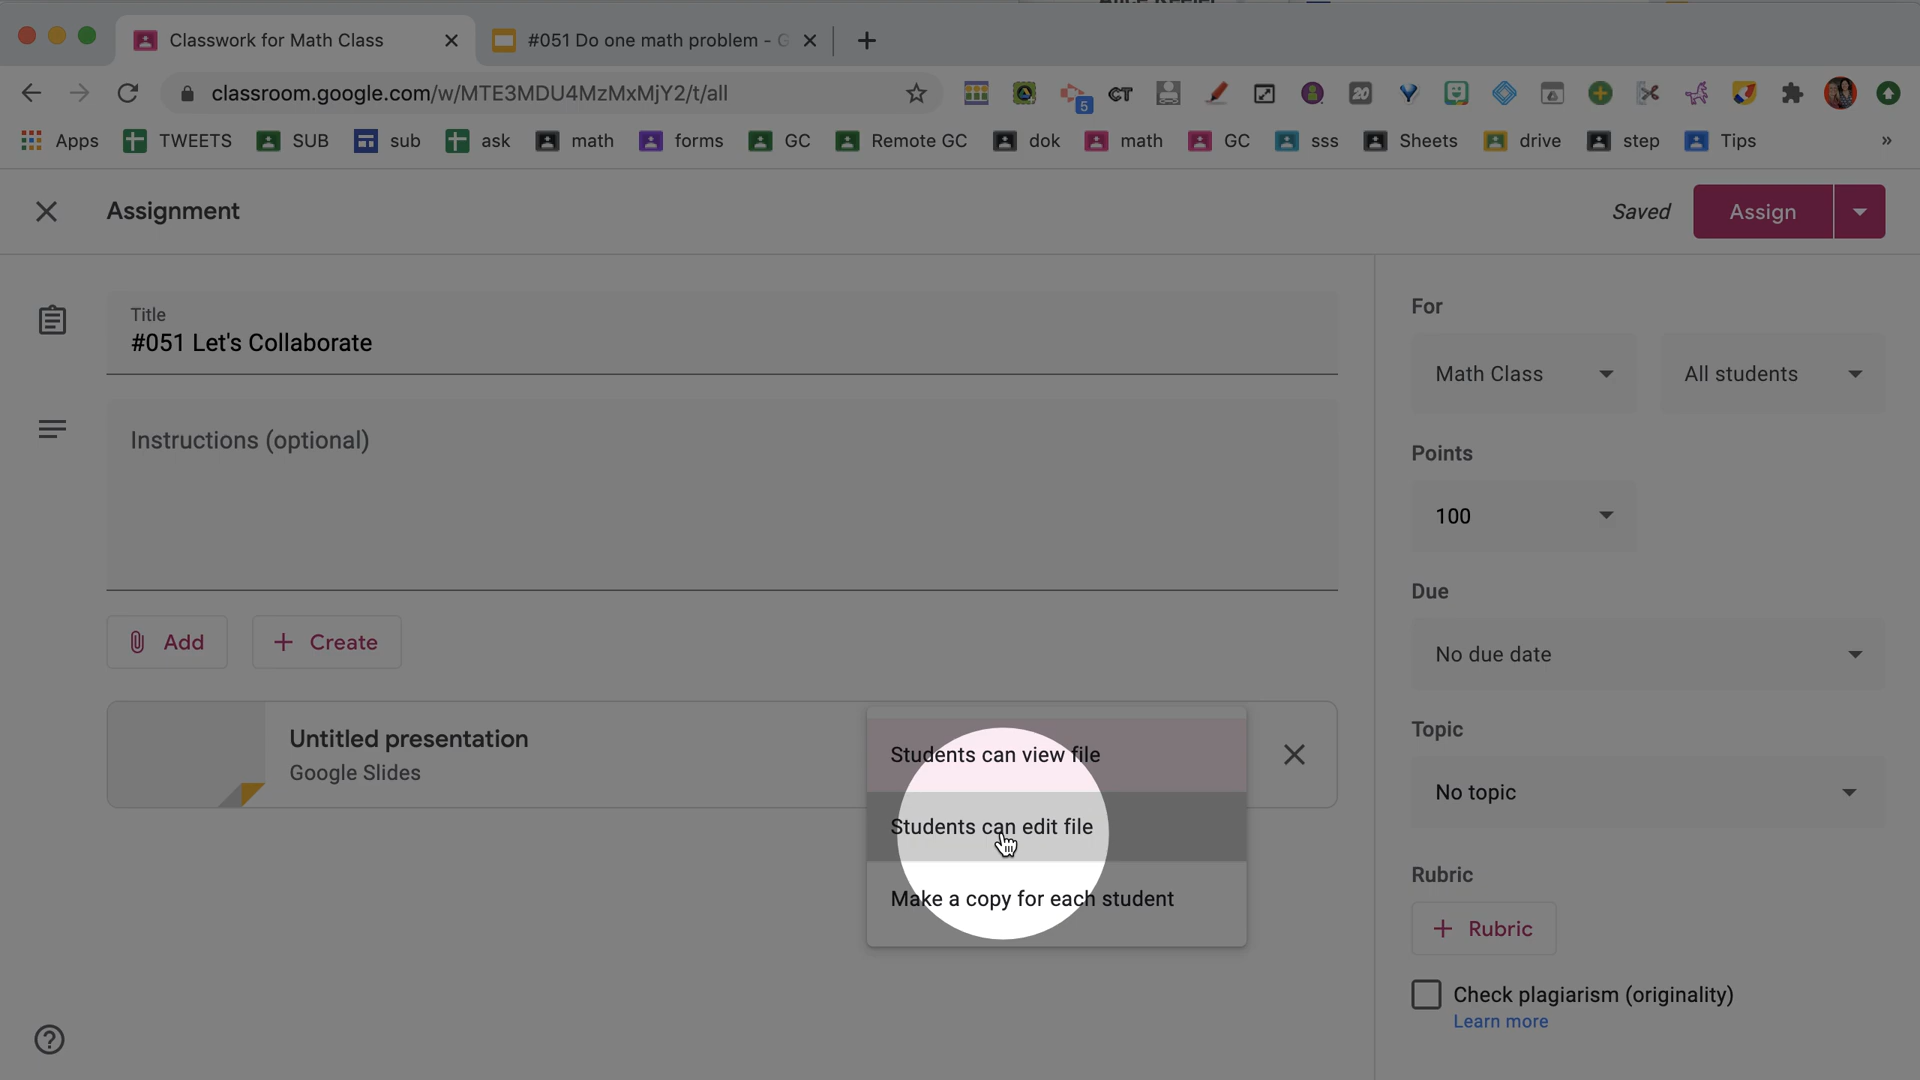 Classwork for Math Class
#051 Do one math problem - G
classroom.google.com/w/MTE3MDU4MzMxMjY2/t/all
5
CT
20
Apps
TWEETS
SUB
sub
ask
math
forms
GC
Remote GC
dok
math
GC
sss
Sheets
drive
step
Tips
»
Assignment
Saved
Assign
Title
#051 Let's Collaborate
Instructions (optional)
Add
+ Create
Untitled presentation
Google Slides
Students can view file
Students can edit file
Make a copy for each student
For
Math Class
All students
Points
100
Due
No due date
Topic
No topic
Rubric
+ Rubric
Check plagiarism (originality)
Learn more